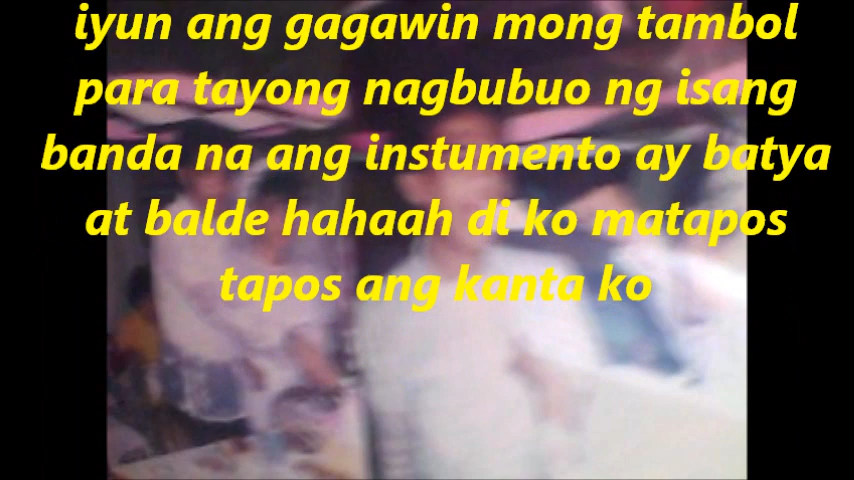 iyun ang gagawin mong tambol
para tayong nagbubuo ng isang
banda na ang instumento ay batya
at balde hahaah di ko matapos
tapos ang kanta ko